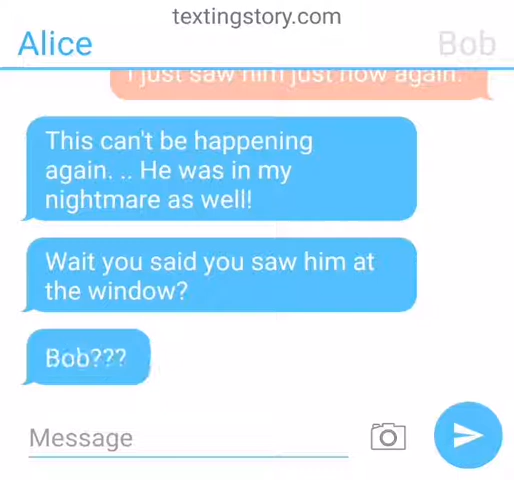 textingstory.com
Alice
Bob
I just saw him just now again.
This can't be happening
again. .. He was in my
nightmare as well!
Wait you said you saw him at
the window?
Bob???
Message